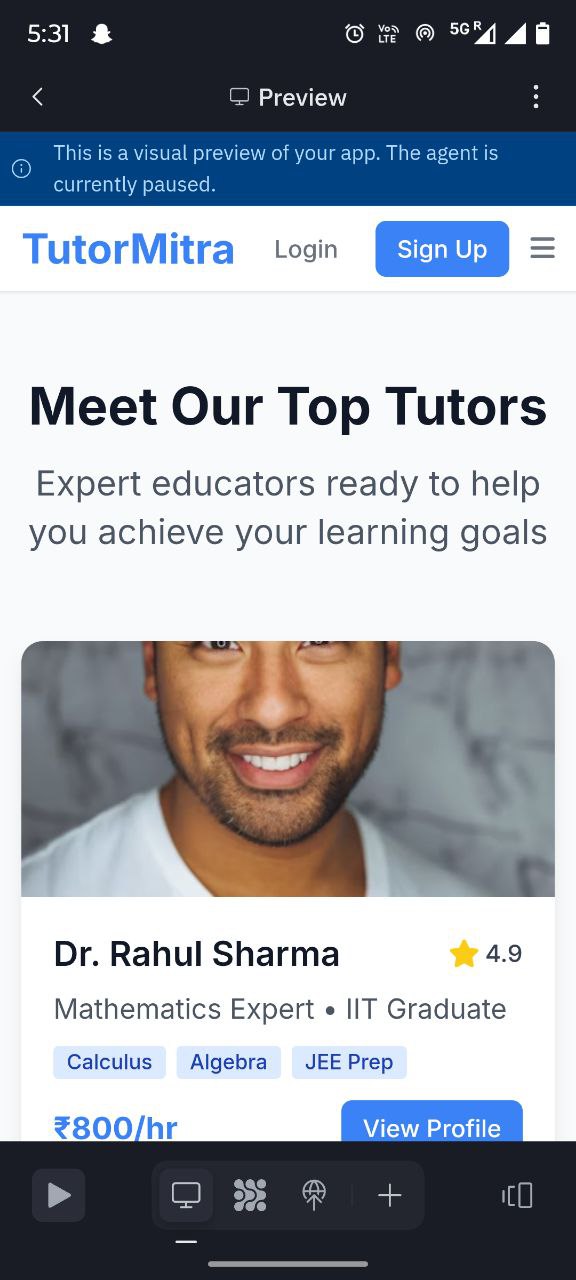 5:31
Vo) LTE
5G R
Preview
This is a visual preview of your app. The agent is
currently paused.
TutorMitra
Login
Sign Up
Meet Our Top Tutors
Expert educators ready to help
you achieve your learning goals
Dr. Rahul Sharma
4.9
Mathematics Expert • IIT Graduate
Calculus
Algebra
JEE Prep
₹800/hr
View Profile